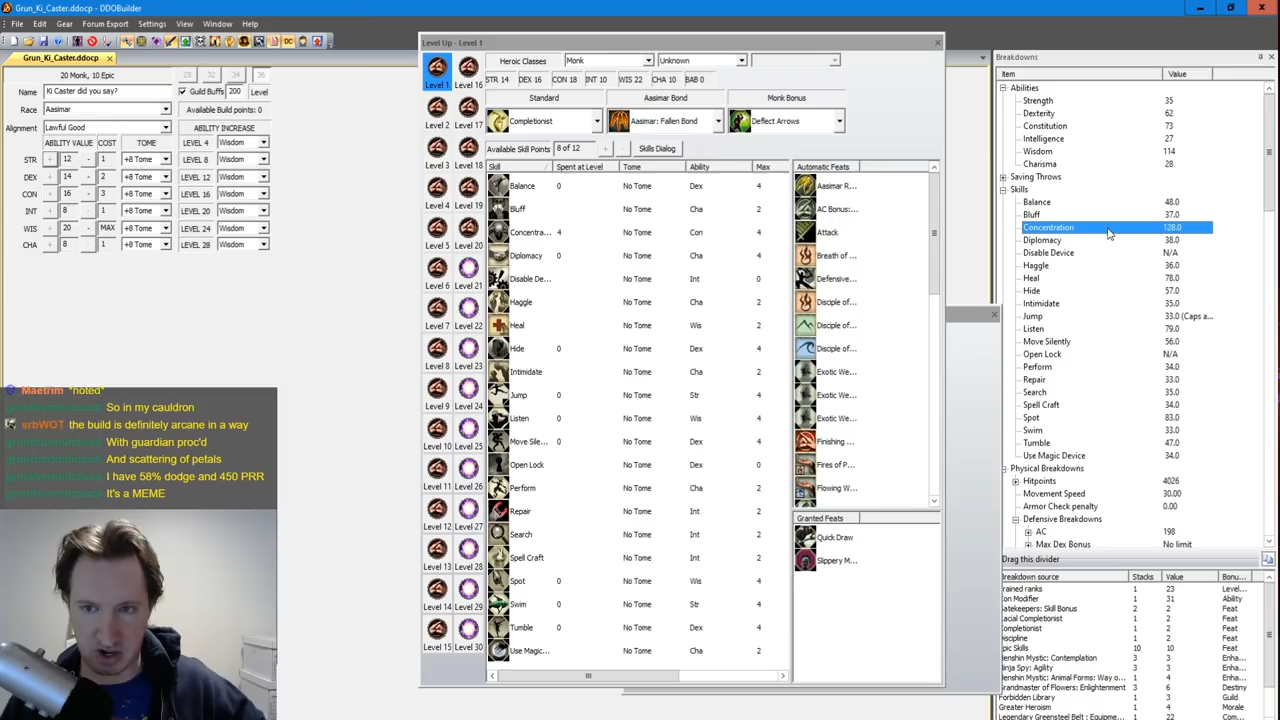 Grun_Ki_Caster.ddocp - DDOBuilder
File Edit Gear Forum Export Settings View Window Help
Grun_Ki_Caster.ddocp
20 Monk, 10 Epic
28 32 34 36
Name Ki Caster did you say?
Guild Buffs 200 Level
Race Aasimar
Available Build points: 0
Alignment Lawful Good
ABILITY VALUE COST TOME ABILITY INCREASE
LEVEL 4 Wisdom
STR 12 1 +8 Tome LEVEL 8 Wisdom
DEX 14 2 +8 Tome LEVEL 12 Wisdom
CON 16 3 +8 Tome LEVEL 16 Wisdom
INT 8 1 +8 Tome LEVEL 20 Wisdom
WIS 20 MAX +8 Tome LEVEL 24 Wisdom
CHA 8 1 +8 Tome LEVEL 28 Wisdom
Maetrim *noted*
So in my cauldron
srbWOT the build is definitely arcane in a way
With guardian proc'd
And scattering of petals
I have 58% dodge and 450 PRR
It's a MEME
Level Up - Level 1
Level 1 Level 16
Level 2 Level 17
Level 3 Level 18
Level 4 Level 19
Level 5 Level 20
Level 6 Level 21
Level 7 Level 22
Level 8 Level 23
Level 9 Level 24
Level 10 Level 25
Level 11 Level 26
Level 12 Level 27
Level 13 Level 28
Level 14 Level 29
Level 15 Level 30
Heroic Classes Monk Unknown
STR 14 DEX 16 CON 18 INT 10 WIS 22 CHA 10 BAB 0
Standard Aasimar Bond Monk Bonus
Completionist Aasimar: Fallen Bond Deflect Arrows
Available Skill Points 8 of 12 + - Skills Dialog
Skill Spent at Level Tome Ability Max
Balance 0 No Tome Dex 4
Bluff No Tome Cha 2
Concentra... 4 No Tome Con 4
Diplomacy 0 No Tome Cha 4
Disable De... No Tome Int 0
Haggle No Tome Cha 2
Heal No Tome Wis 2
Hide 0 No Tome Dex 4
Intimidate No Tome Cha 2
Jump 0 No Tome Str 4
Listen 0 No Tome Wis 4
Move Sile... 0 No Tome Dex 4
Open Lock No Tome Dex 0
Perform No Tome Cha 2
Repair No Tome Int 2
Search No Tome Int 2
Spell Craft No Tome Int 2
Spot 0 No Tome Wis 4
Swim 0 No Tome Str 4
Tumble 0 No Tome Dex 4
Use Magic... No Tome Cha 2
Automatic Feats
Aasimar R...
AC Bonus:...
Attack
Breath of...
Defensive...
Disciple of...
Disciple of...
Disciple of...
Exotic We...
Exotic We...
Exotic We...
Finishing...
Fires of P...
Flowing W...
Granted Feats
Quick Draw
Slippery M...
Breakdowns
Item Value
Abilities
Strength 35
Dexterity 62
Constitution 73
Intelligence 27
Wisdom 114
Charisma 28
Saving Throws
Skills
Balance 48.0
Bluff 37.0
Concentration 128.0
Diplomacy 38.0
Disable Device N/A
Haggle 36.0
Heal 78.0
Hide 57.0
Intimidate 35.0
Jump 33.0 (Caps a...
Listen 79.0
Move Silently 56.0
Open Lock N/A
Perform 34.0
Repair 33.0
Search 35.0
Spell Craft 34.0
Spot 83.0
Swim 33.0
Tumble 47.0
Use Magic Device 34.0
Physical Breakdowns
Hitpoints 4026
Movement Speed 30.00
Armor Check penalty 0.00
Defensive Breakdowns
AC 198
Max Dex Bonus No limit
Drag this divider
Breakdown source Stacks Value Bonu...
rained ranks 1 23 Level...
Con Modifier 1 31 Ability
Gatekeepers: Skill Bonus 1 2 Feat
Racial Completionist 1 2 Feat
Completionist 1 2 Feat
Discipline 1 2 Feat
Epic Skills 10 10 Feat
Henshin Mystic: Contemplation 3 3 Enha...
Ninja Spy: Agility 3 3 Enha...
Henshin Mystic: Animal Forms: Way o... 1 4 Enha...
Grandmaster of Flowers: Enlightenment 3 6 Destiny
1 3 Guild
Greater Heroism 1 4 Morale
Legendary Greensteel Belt : Equipme... 1 22 Com...